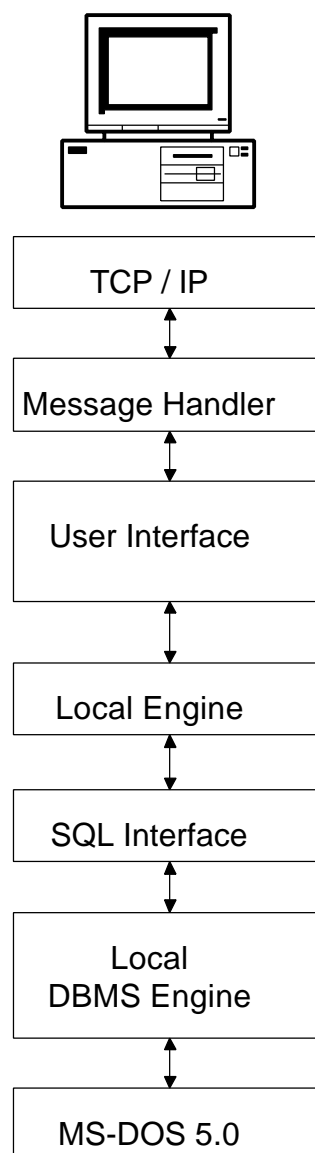 TCP / IP
Message Handler
User Interface
Local Engine
SQL Interface
Local
DBMS Engine
MS-DOS 5.0